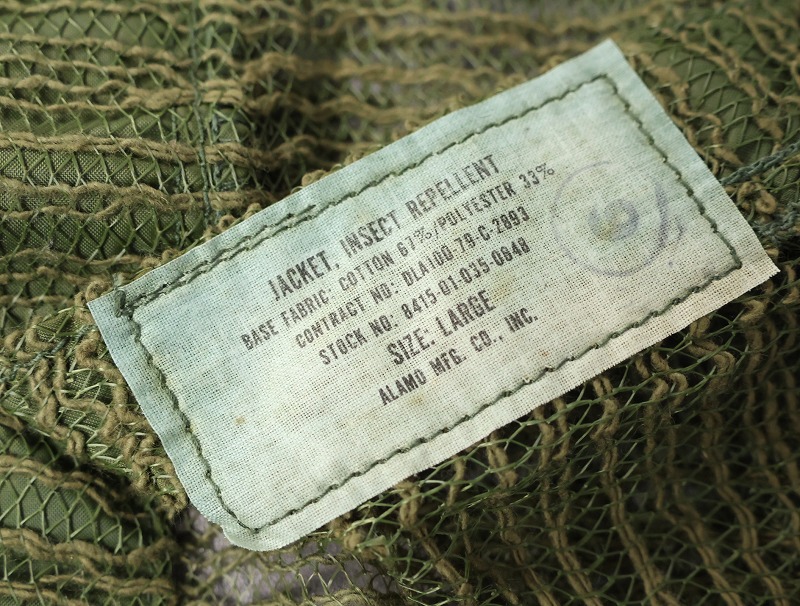 JACKET, INSECT REPELLENT
BASE FABRIC: COTTON 67%/POLYESTER 33%
CONTRACT NO: DLA100-79-C-2893
STOCK NO: 8415-01-035-0848
SIZE: LARGE
ALAMO MFG. CO., INC.